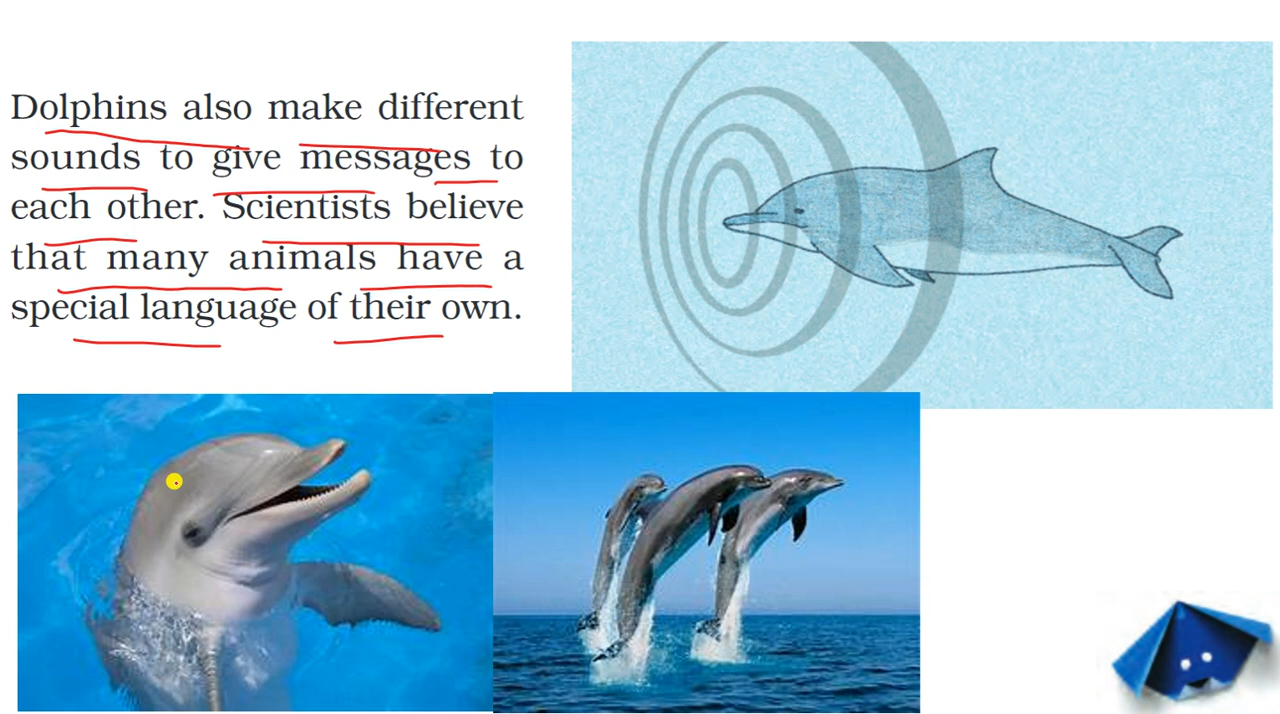 Dolphins also make different
sounds to give messages to
each other. Scientists believe
that many animals have a
special language of their own.